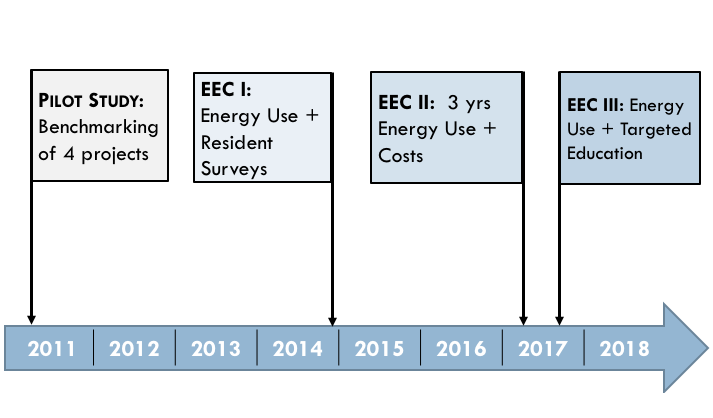 PILOT STUDY:
Benchmarking
of 4 projects
EEC I:
Energy Use +
Resident
Surveys
EEC II: 3 yrs
Energy Use +
Costs
EEC III: Energy
Use + Targeted
Education
2011 2012 2013 2014 2015 2016 2017 2018